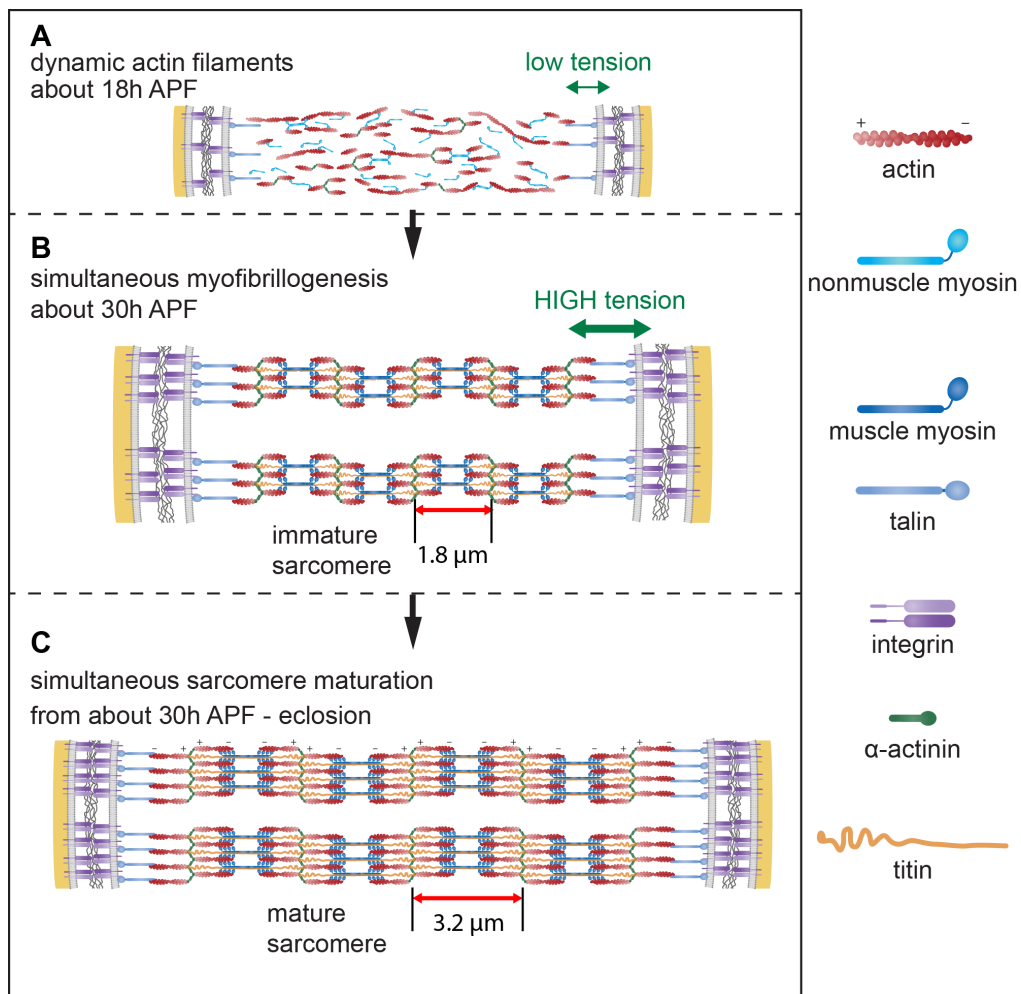 A
dynamic actin filaments
about 18h APF
low tension
B
simultaneous myofibrillogenesis
about 30h APF
HIGH tension
immature
sarcomere
1.8 µm
C
simultaneous sarcomere maturation
from about 30h APF - eclosion
− + + − − + + − − + + − − + + −
mature
sarcomere
3.2 µm
+ −
actin
nonmuscle myosin
muscle myosin
talin
integrin
α-actinin
titin